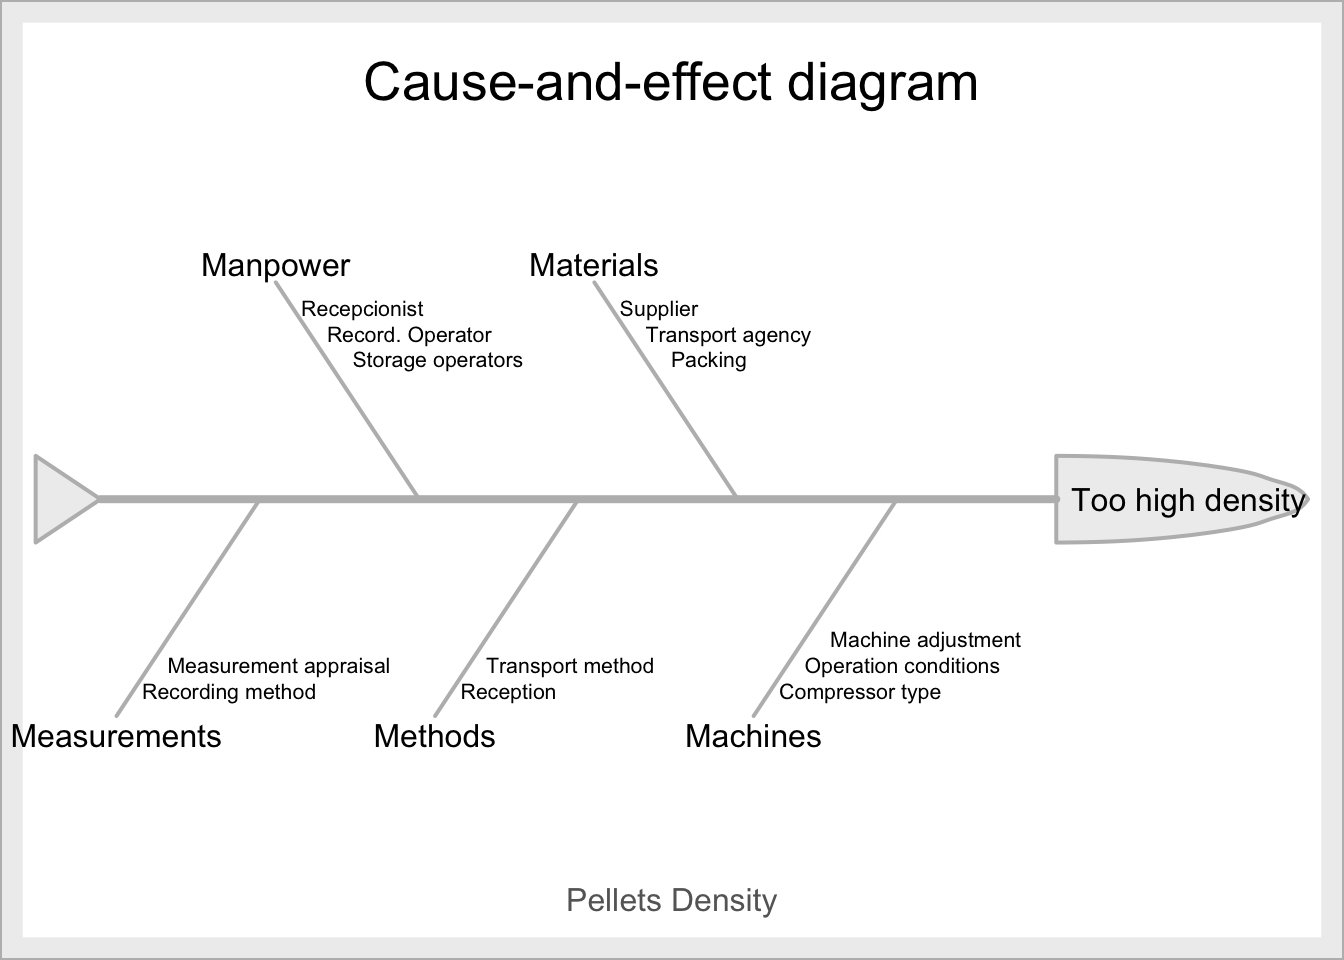 Cause-and-effect diagram
Manpower
Recepcionist
Record. Operator
Storage operators
Materials
Supplier
Transport agency
Packing
Too high density
Measurement appraisal
Recording method
Measurements
Transport method
Reception
Methods
Machine adjustment
Operation conditions
Compressor type
Machines
Pellets Density